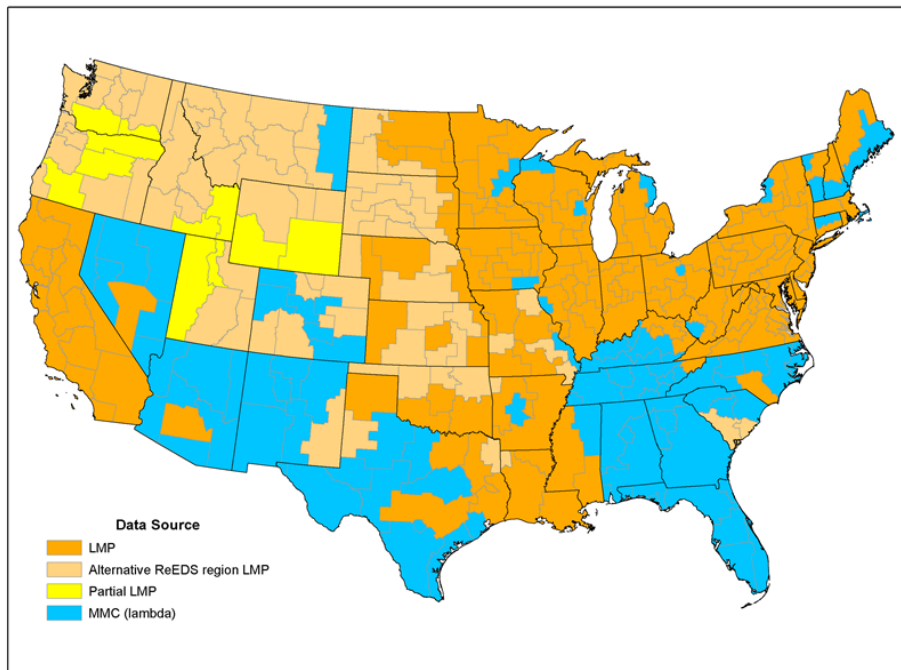 Data Source
LMP
Alternative ReEDS region LMP
Partial LMP
MMC (lambda)